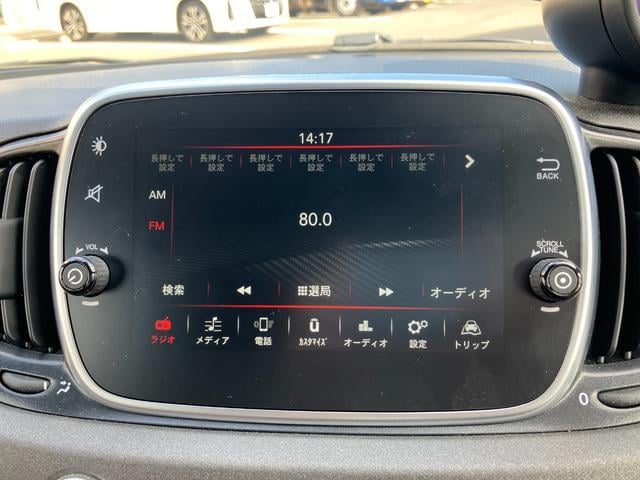 14:17
長押しで 長押しで 長押しで 長押しで 長押しで 長押しで
設定 設定 設定 設定 設定 設定
BACK
AM
FM
80.0
VOL
SCROLL
TUNE
検索 選局 オーディオ
ラジオ メディア 電話 ｶｽﾀﾏｲｽﾞ オーディオ 設定 トリップ
0